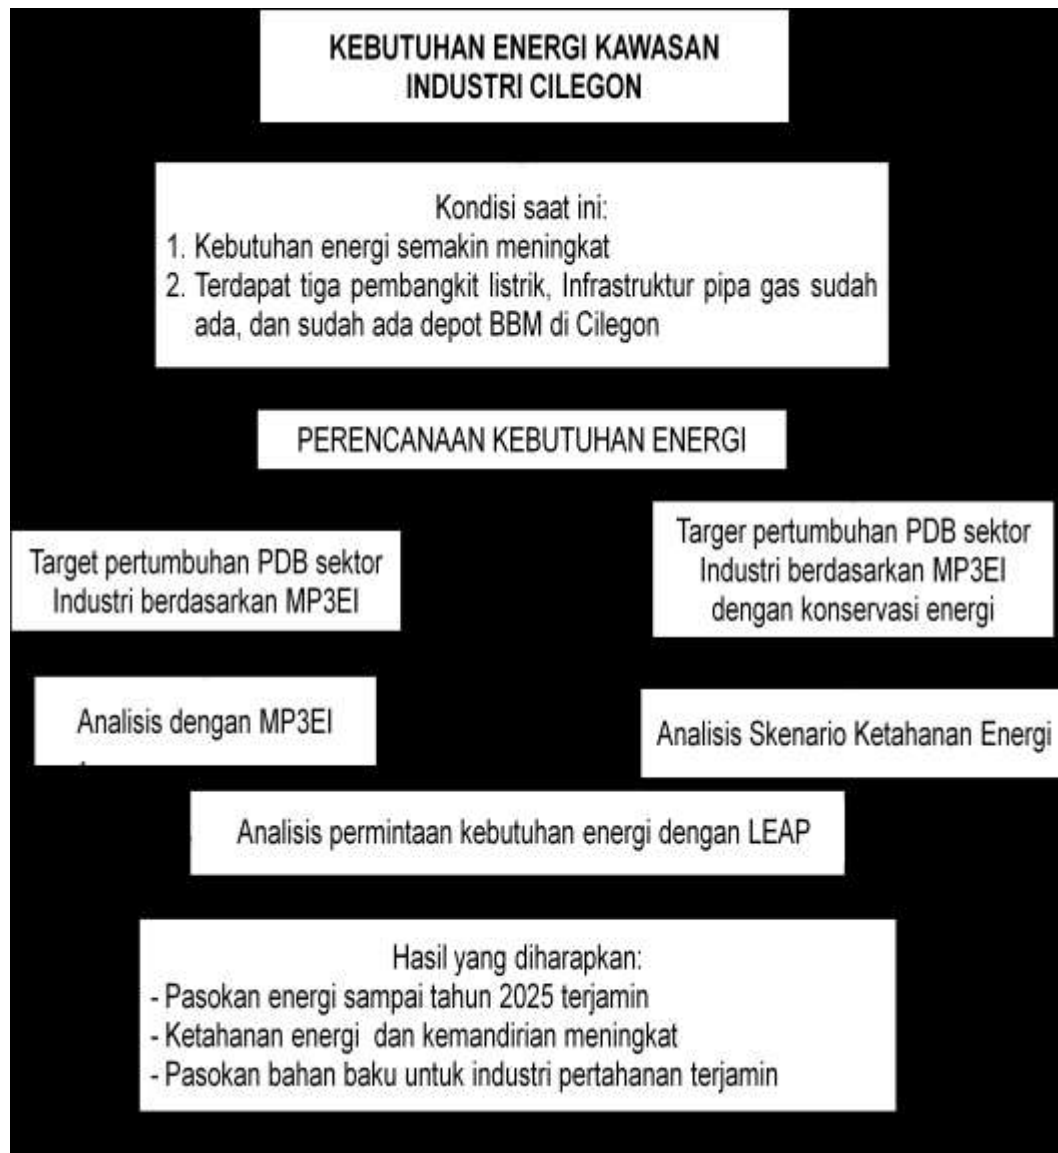 KEBUTUHAN ENERGI KAWASAN
INDUSTRI CILEGON
Kondisi saat ini:
1. Kebutuhan energi semakin meningkat
2. Terdapat tiga pembangkit listrik, Infrastruktur pipa gas sudah
ada, dan sudah ada depot BBM di Cilegon
PERENCANAAN KEBUTUHAN ENERGI
Target pertumbuhan PDB sektor
Industri berdasarkan MP3EI
Targer pertumbuhan PDB sektor
Industri berdasarkan MP3EI
dengan konservasi energi
Analisis dengan MP3EI
Analisis Skenario Ketahanan Energi
Analisis permintaan kebutuhan energi dengan LEAP
Hasil yang diharapkan:
- Pasokan energi sampai tahun 2025 terjamin
- Ketahanan energi dan kemandirian meningkat
- Pasokan bahan baku untuk industri pertahanan terjamin